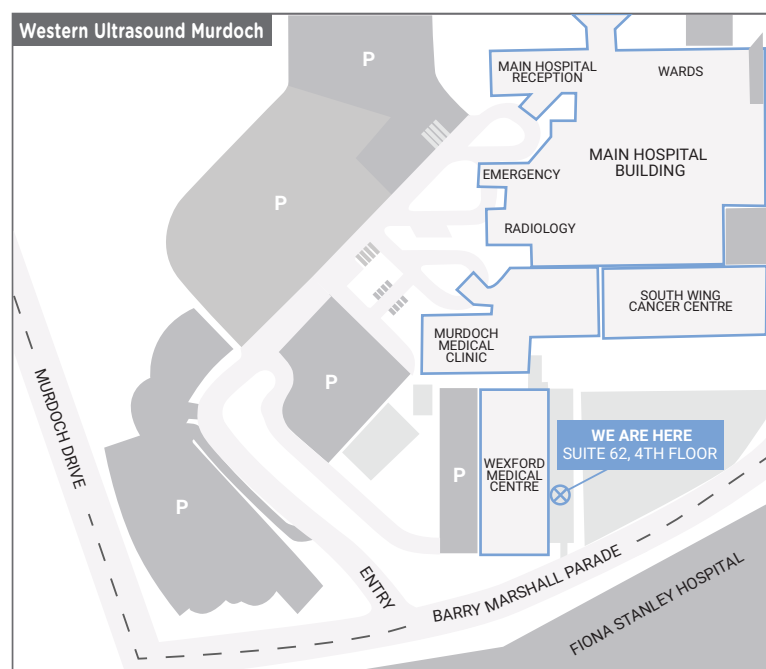 Western Ultrasound Murdoch
P
MAIN HOSPITAL
RECEPTION
WARDS
MAIN HOSPITAL
BUILDING
EMERGENCY
P
RADIOLOGY
SOUTH WING
CANCER CENTRE
MURDOCH
MEDICAL
CLINIC
P
MURDOCH DRIVE
WE ARE HERE
SUITE 62, 4TH FLOOR
WEXFORD
MEDICAL
CENTRE
P
P
ENTRY
BARRY MARSHALL PARADE
FIONA STANLEY HOSPITAL